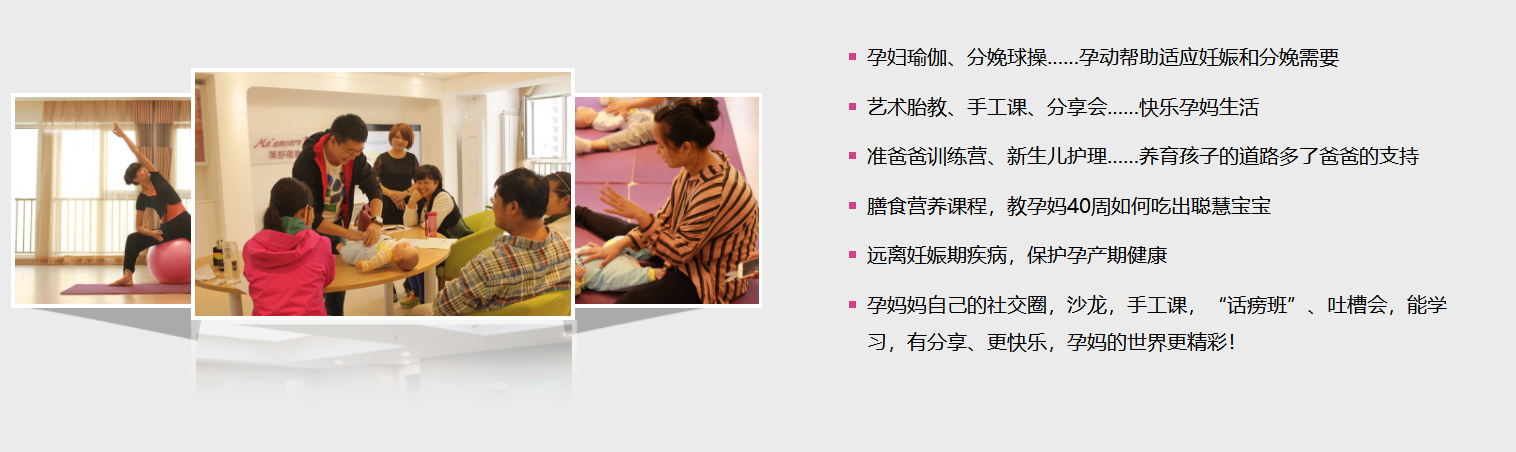 Ma'amcare
美妍蓓
孕妇瑜伽、分娩球操......孕动帮助适应妊娠和分娩需要
艺术胎教、手工课、分享会......快乐孕妈生活
准爸爸训练营、新生儿护理......养育孩子的道路多了爸爸的支持
膳食营养课程，教孕妈40周如何吃出聪慧宝宝
远离妊娠期疾病，保护孕产期健康
孕妈妈自己的社交圈，沙龙，手工课，“话痨班”、吐槽会，能学
习，有分享、更快乐，孕妈的世界更精彩！